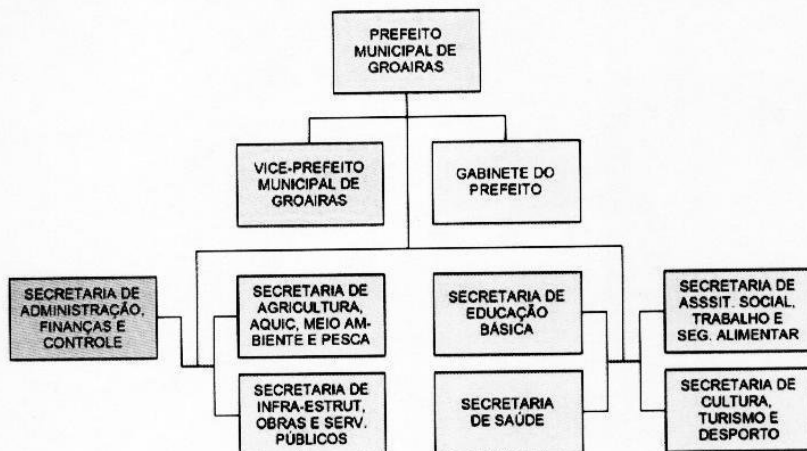 PREFEITO
MUNICIPAL DE
GROAIRAS
VICE-PREFEITO
MUNICIPAL DE
GROAIRAS
GABINETE DO
PREFEITO
SECRETARIA DE
ADMINISTRAÇÃO,
FINANÇAS E
CONTROLE
SECRETARIA DE
AGRICULTURA,
AQUIC, MEIO AM-
BIENTE E PESCA
SECRETARIA DE
EDUCAÇÃO
BÁSICA
SECRETARIA DE
ASSSIT. SOCIAL,
TRABALHO E
SEG. ALIMENTAR
SECRETARIA DE
INFRA-ESTRUT,
OBRAS E SERV.
PÚBLICOS
SECRETARIA
DE SAÚDE
SECRETARIA DE
CULTURA,
TURISMO E
DESPORTO